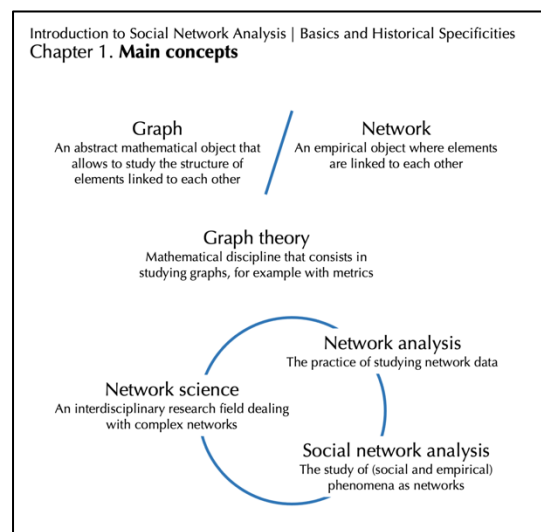 Introduction to Social Network Analysis | Basics and Historical Specificities
Chapter 1. Main concepts
Graph
An abstract mathematical object that
allows to study the structure of
elements linked to each other
Network
An empirical object where elements
are linked to each other
Graph theory
Mathematical discipline that consists in
studying graphs, for example with metrics
Network analysis
The practice of studying network data
Network science
An interdisciplinary research field dealing
with complex networks
Social network analysis
The study of (social and empirical)
phenomena as networks